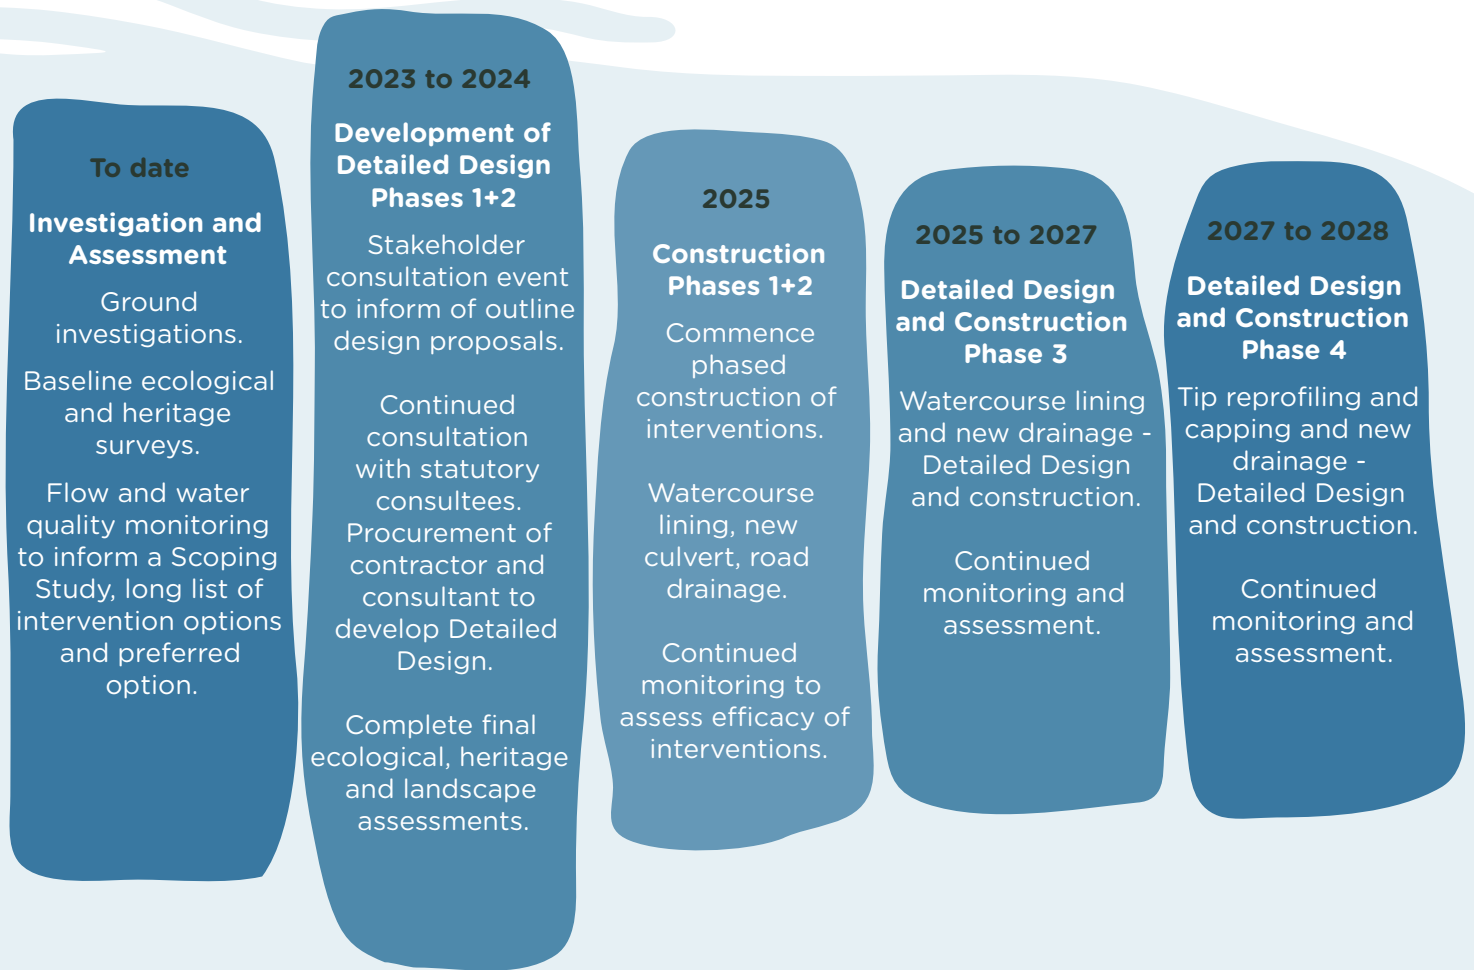 To date
Investigation and
Assessment
Ground
investigations.
Baseline ecological
and heritage
surveys.
Flow and water
quality monitoring
to inform a Scoping
Study, long list of
intervention options
and preferred
option.
2023 to 2024
Development of
Detailed Design
Phases 1+2
Stakeholder
consultation event
to inform of outline
design proposals.
Continued
consultation
with statutory
consultees.
Procurement of
contractor and
consultant to
develop Detailed
Design.
Complete final
ecological, heritage
and landscape
assessments.
2025
Construction
Phases 1+2
Commence
phased
construction of
interventions.
Watercourse
lining, new
culvert, road
drainage.
Continued
monitoring to
assess efficacy of
interventions.
2025 to 2027
Detailed Design
and Construction
Phase 3
Watercourse lining
and new drainage -
Detailed Design
and construction.
Continued
monitoring and
assessment.
2027 to 2028
Detailed Design
and Construction
Phase 4
Tip reprofiling and
capping and new
drainage -
Detailed Design
and construction.
Continued
monitoring and
assessment.